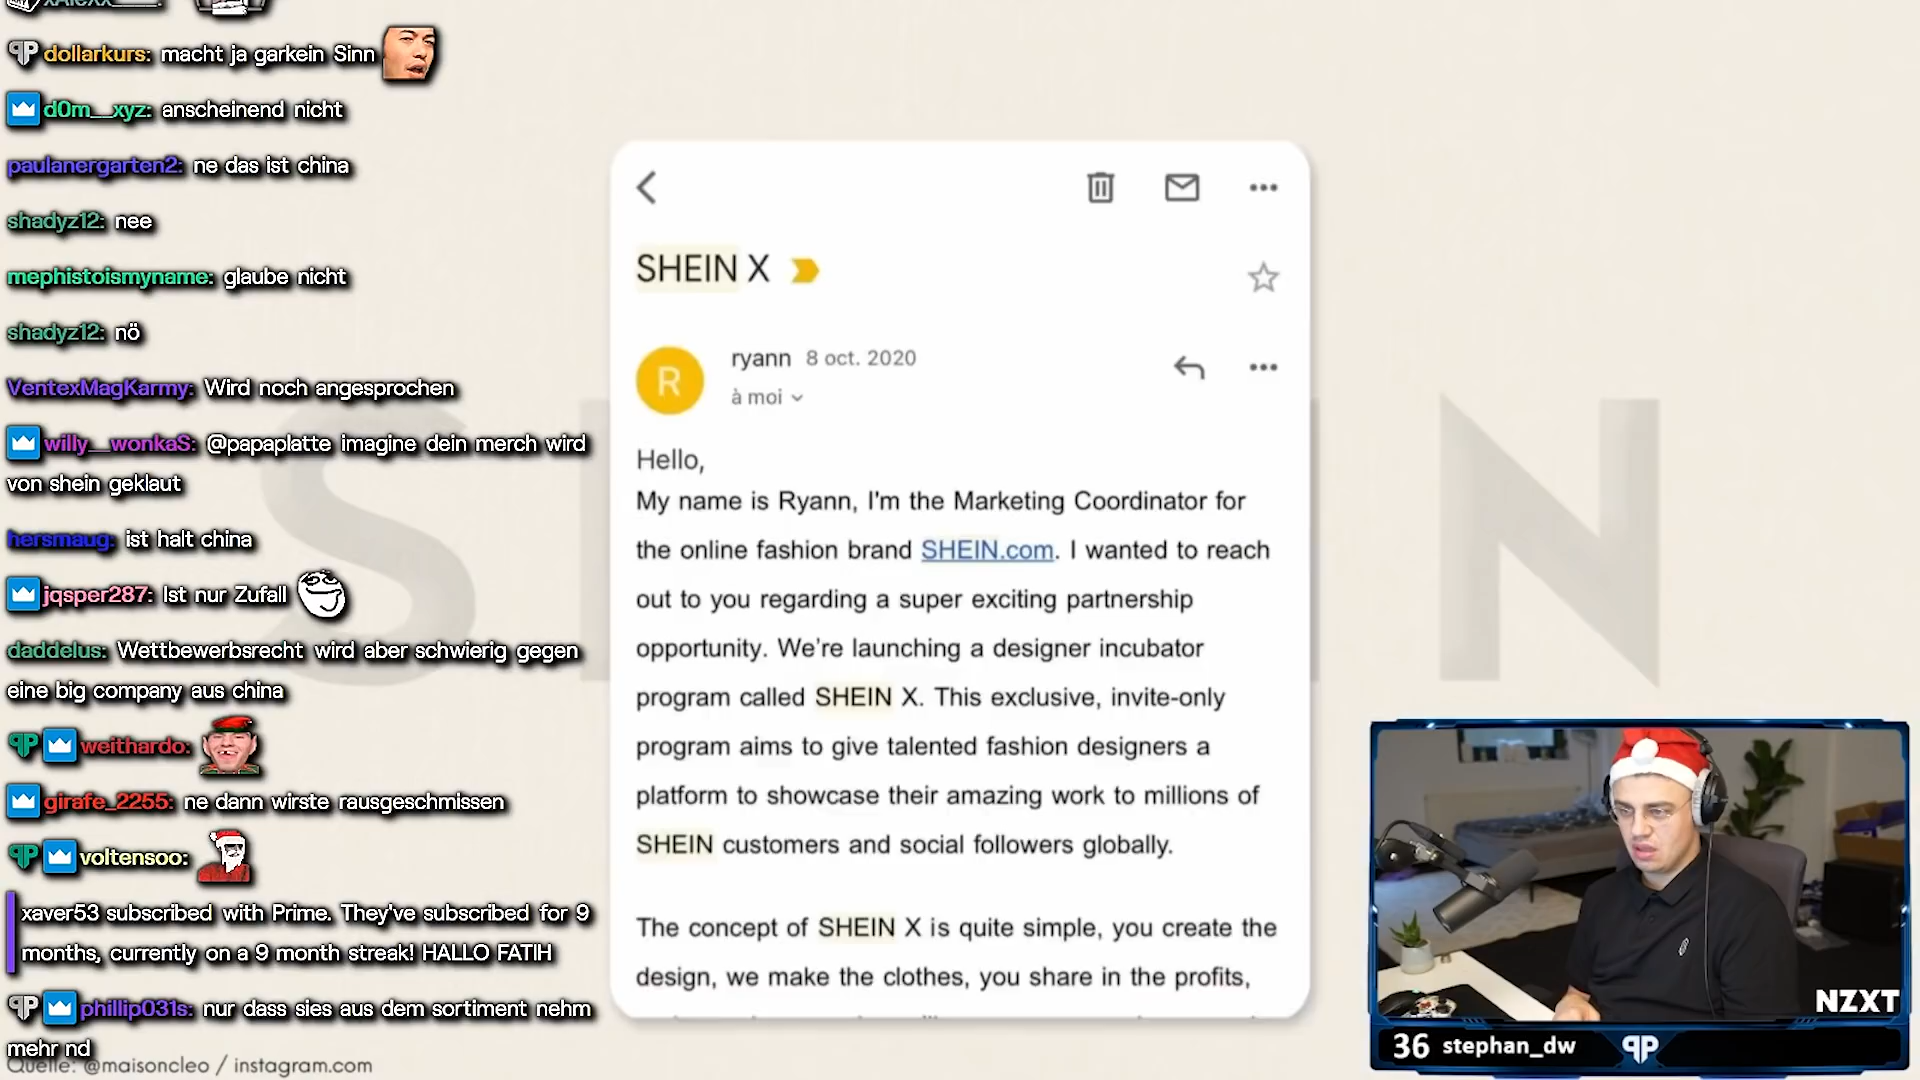 dollarkurs: macht ja garkein Sinn
d0m__xyz: anscheinend nicht
paulanergarten2: ne das ist china
shadyz12: nee
mephistoismyname: glaube nicht
shadyz12: nö
VentexMagKarmy: Wird noch angesprochen
willy__wonkaS: @papaplatte imagine dein merch wird
von shein geklaut
hersmaug: ist halt china
jqsper287: Ist nur Zufall
daddelus: Wettbewerbsrecht wird aber schwierig gegen
eine big company aus china
weithardo:
girafe_2255: ne dann wirste rausgeschmissen
voltensoo:
xaver53 subscribed with Prime. They've subscribed for 9
months, currently on a 9 month streak! HALLO FATIH
phillip031s: nur dass sies aus dem sortiment nehm
mehr nd
Quelle: @maisoncleo / instagram.com
SHEIN
SHEIN X
ryann 8 oct. 2020
R
à moi
Hello,
My name is Ryann, I'm the Marketing Coordinator for
the online fashion brand SHEIN.com. I wanted to reach
out to you regarding a super exciting partnership
opportunity. We're launching a designer incubator
program called SHEIN X. This exclusive, invite-only
program aims to give talented fashion designers a
platform to showcase their amazing work to millions of
SHEIN customers and social followers globally.
The concept of SHEIN X is quite simple, you create the
design, we make the clothes, you share in the profits,
NZXT
36 stephan_dw